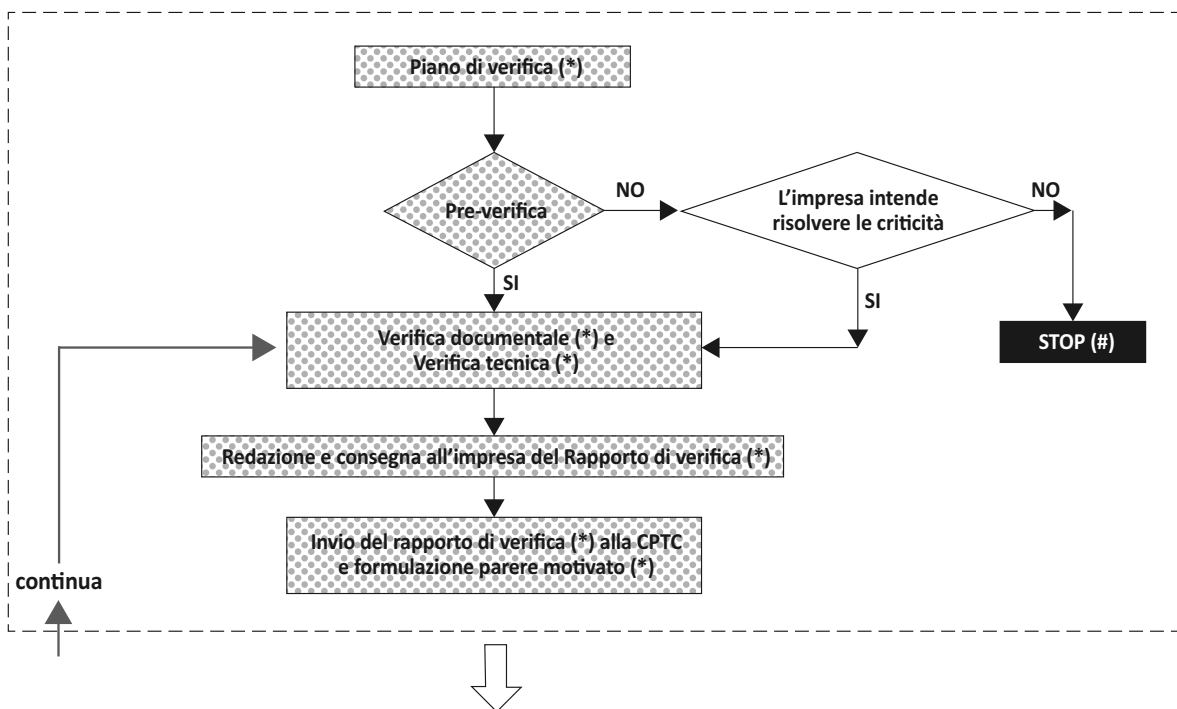 Piano di verifica (*)
Pre-verifica
NO
L’impresa intende
risolvere le criticità
NO
SI
SI
Verifica documentale (*) e
Verifica tecnica (*)
STOP (#)
Redazione e consegna all’impresa del Rapporto di verifica (*)
Invio del rapporto di verifica (*) alla CPTC
e formulazione parere motivato (*)
continua